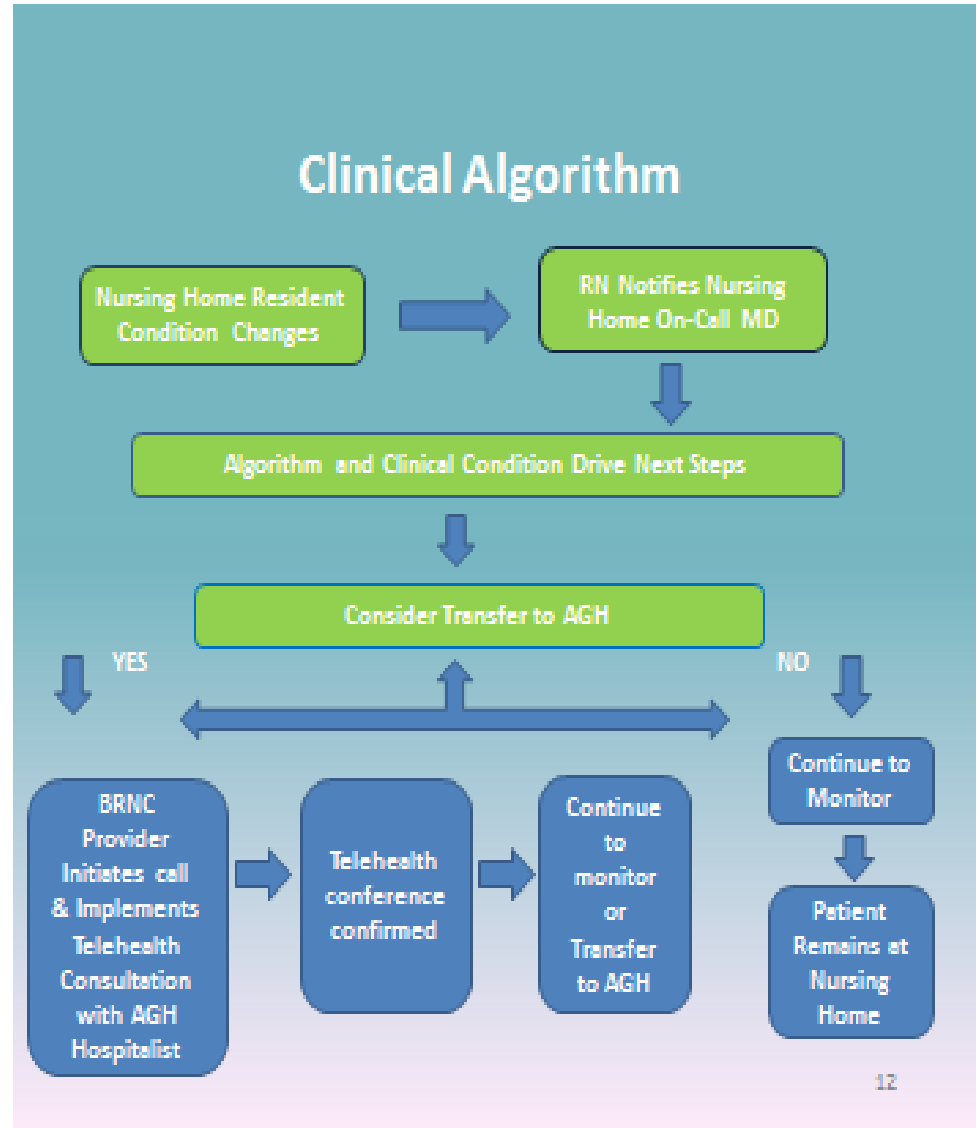 Clinical Algorithm
Nursing Home Resident
Condition Changes
RN Notifies Nursing
Home On-Call MD
Algorithm and Clinical Condition Drive Next Steps
Consider Transfer to AGH
YES
NO
BRNC
Provider
Initiates call
& Implements
Telehealth
Consultation
with AGH
Hospitalist
Telehealth
conference
confirmed
Continue
to
monitor
or
Transfer
to AGH
Continue to
Monitor
Patient
Remains at
Nursing
Home
12